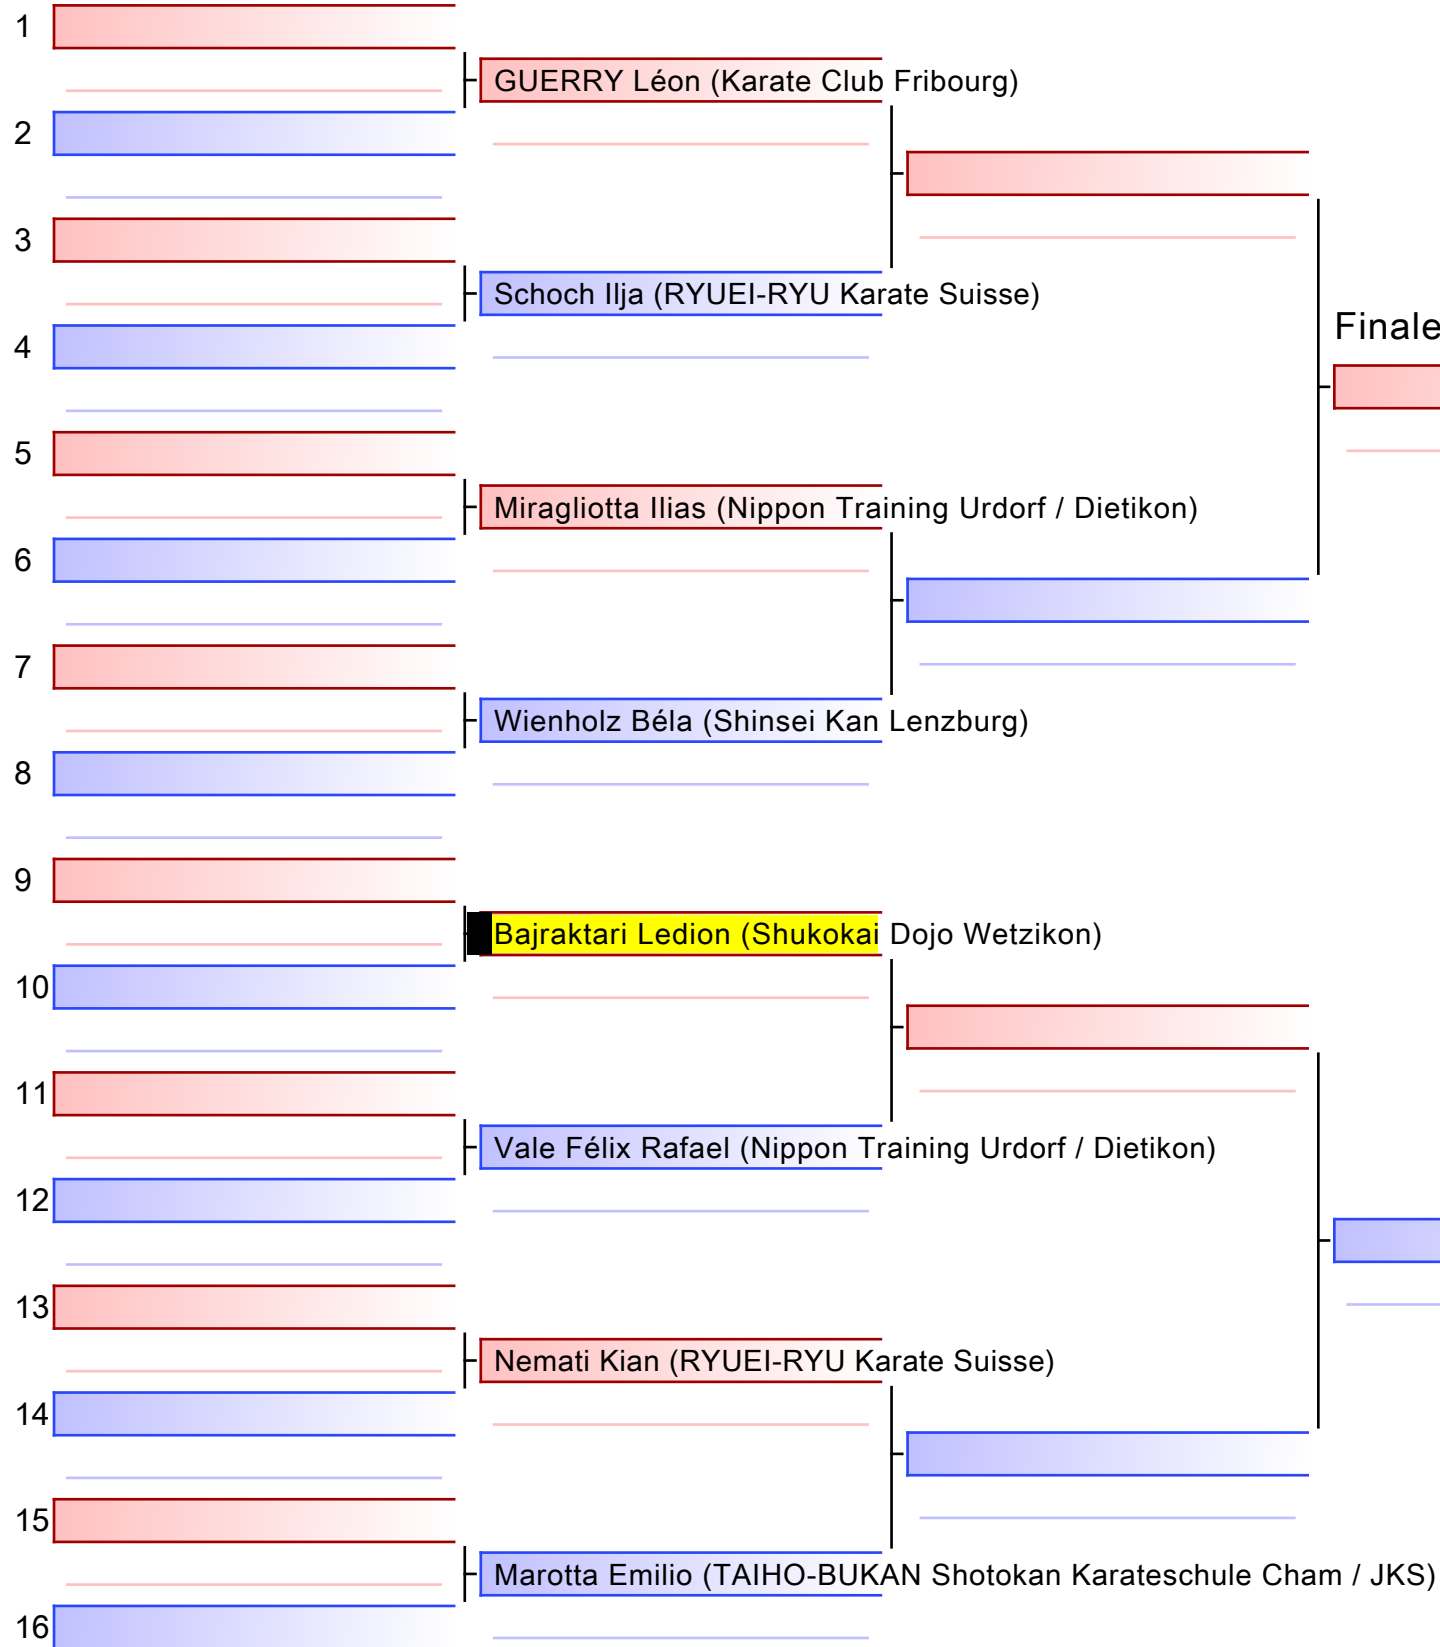 1
GUERRY Léon (Karate Club Fribourg)
2
3
Schoch Ilja (RYUEI-RYU Karate Suisse)
4
Finale
5
Miragliotta Ilias (Nippon Training Urdorf / Dietikon)
6
7
Wienholz Béla (Shinsei Kan Lenzburg)
8
9
Bajraktari Ledion (Shukokai Dojo Wetzikon)
10
11
Vale Félix Rafael (Nippon Training Urdorf / Dietikon)
12
13
Nemati Kian (RYUEI-RYU Karate Suisse)
14
15
Marotta Emilio (TAIHO-BUKAN Shotokan Karateschule Cham / JKS)
16